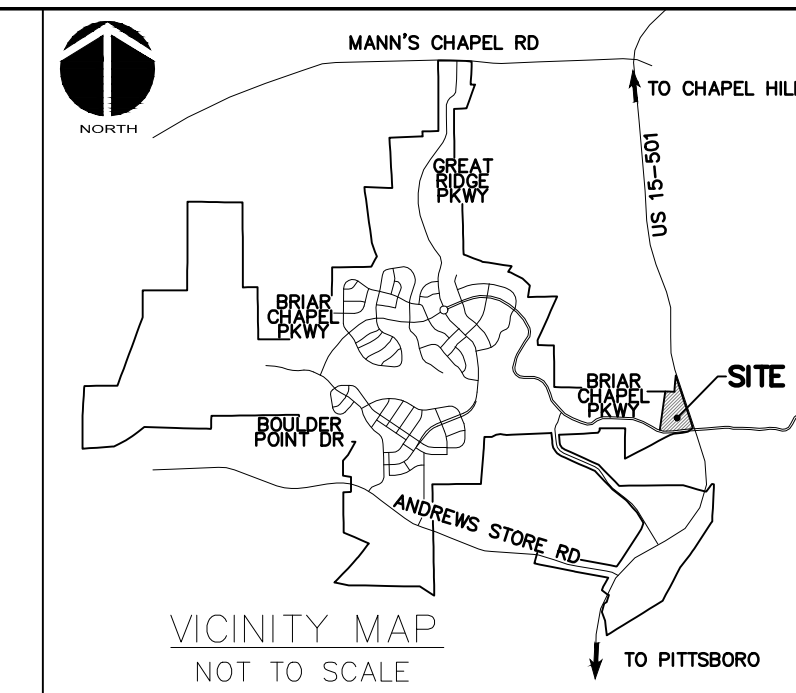 MANN'S CHAPEL RD
NORTH
TO CHAPEL HILL
US 15-501
GREAT
RIDGE
PKWY
BRIAR
CHAPEL
PKWY
BRIAR
CHAPEL
PKWY
SITE
BOULDER
POINT DR
ANDREWS STORE RD
VICINITY MAP
NOT TO SCALE
TO PITTSBORO